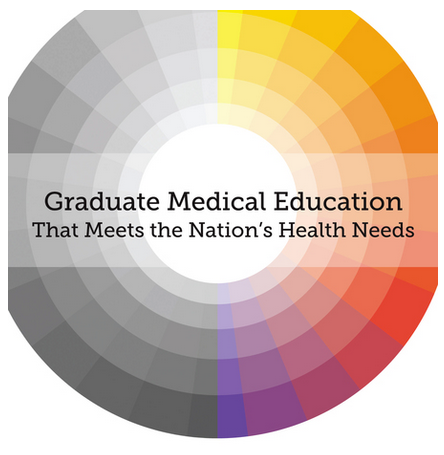 Graduate Medical Education
That Meets the Nation’s Health Needs